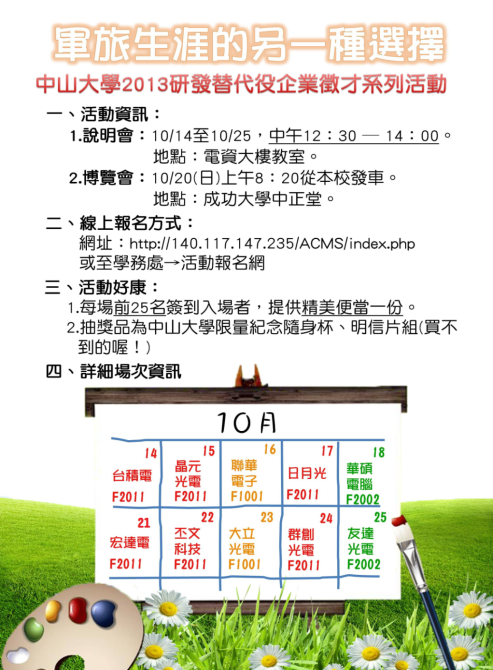 軍旅生涯的另一種選擇
中山大學2013研發替代役企業徵才系列活動
一、活動資訊：
1.說明會：10/14至10/25，中午12：30 — 14：00。
地點：電資大樓教室。
2.博覽會：10/20(日)上午8：20從本校發車。
地點：成功大學中正堂。
二、線上報名方式：
網址：http://140.117.147.235/ACMS/index.php
或至學務處→活動報名網
三、活動好康：
1.每場前25名簽到入場者，提供精美便當一份。
2.抽獎品為中山大學限量紀念隨身杯、明信片組(買不
到的喔！)
四、詳細場次資訊
10月
14 台積電 F2011
15 晶元光電 F2011
16 聯華電子 F1001
17 日月光 F2011
18 華碩電腦 F2002
21 宏達電 F2011
22 丕文科技 F2011
23 大立光電 F1001
24 群創光電 F2011
25 友達光電 F2002